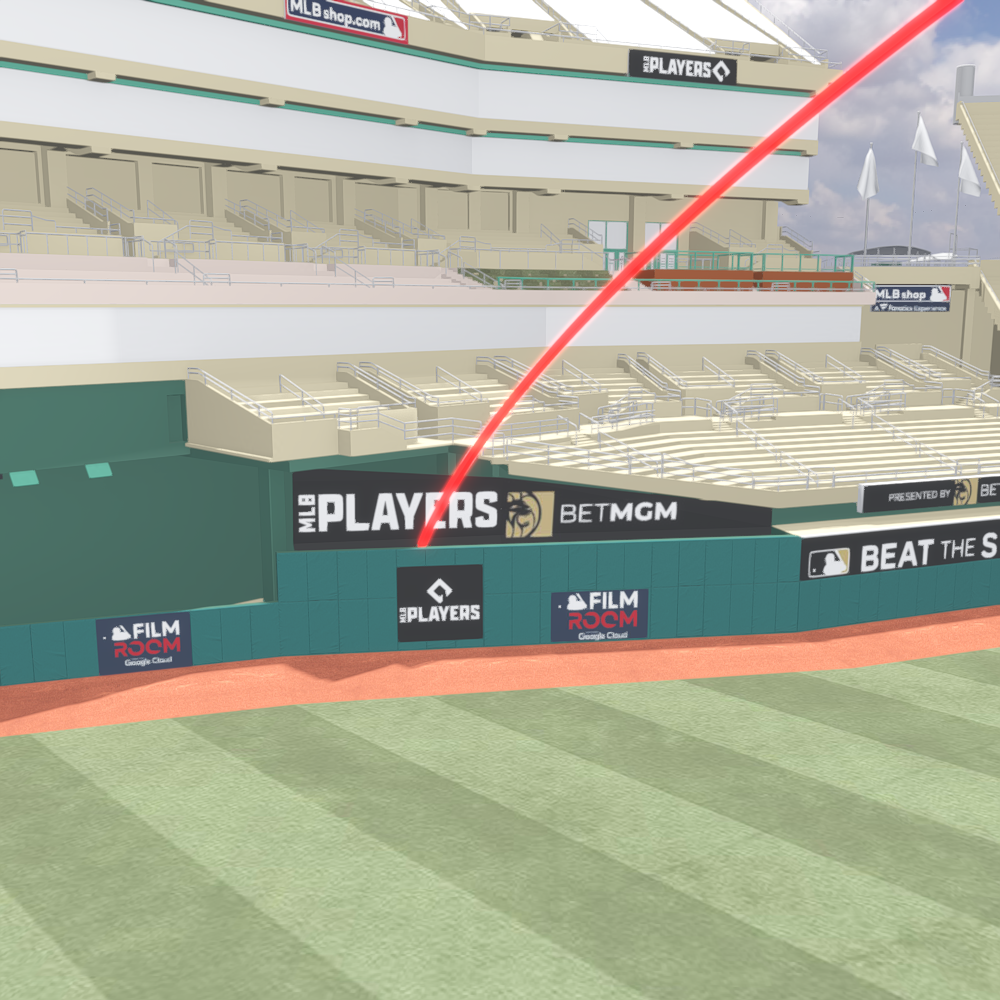 MLB shop.com
MLB PLAYERS
MLB shop
A Fanatics Experience
MLB PLAYERS BETMGM
PRESENTED BY BET
BEAT THE S
MLB PLAYERS
FILM
ROOM
Google Cloud
FILM
ROOM
Google Cloud